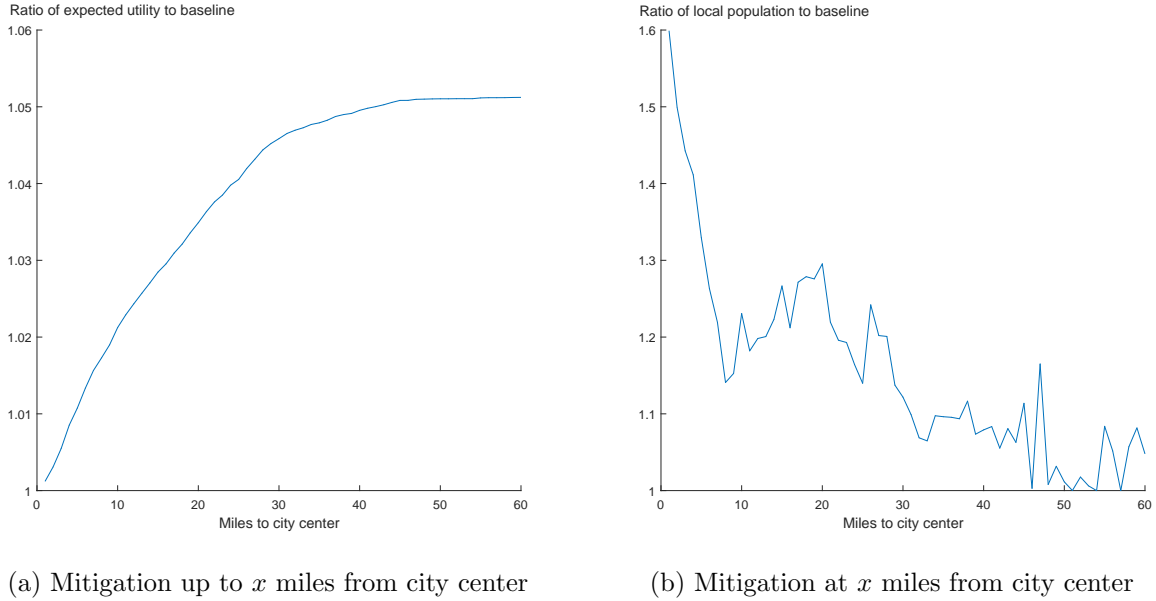 Ratio of expected utility to baseline
1.06
1.05
1.04
1.03
1.02
1.01
1
0 10 20 30 40 50 60
Miles to city center
(a) Mitigation up to x miles from city center
Ratio of local population to baseline
1.6
1.5
1.4
1.3
1.2
1.1
1
0 10 20 30 40 50 60
Miles to city center
(b) Mitigation at x miles from city center